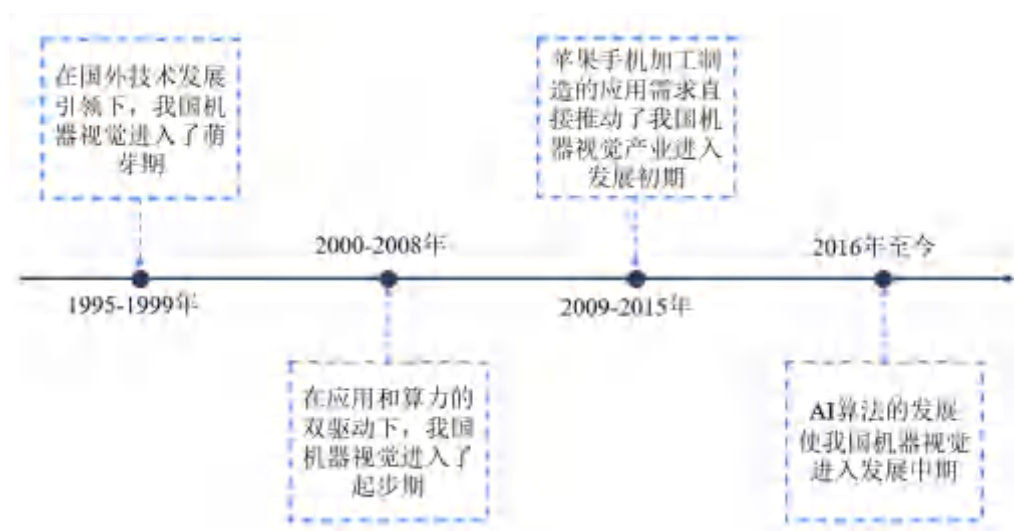 在国外技术发展
引领下，我国机
器视觉进入了萌
芽期
1995-1999年
2000-2008年
在应用和算力的
双驱动下，我国
机器视觉进入了
起步期
苹果手机加工制
造的应用需求直
接推动了我国机
器视觉产业进入
发展初期
2009-2015年
2016年至今
AI算法的发展
使我国机器视觉
进入发展中期